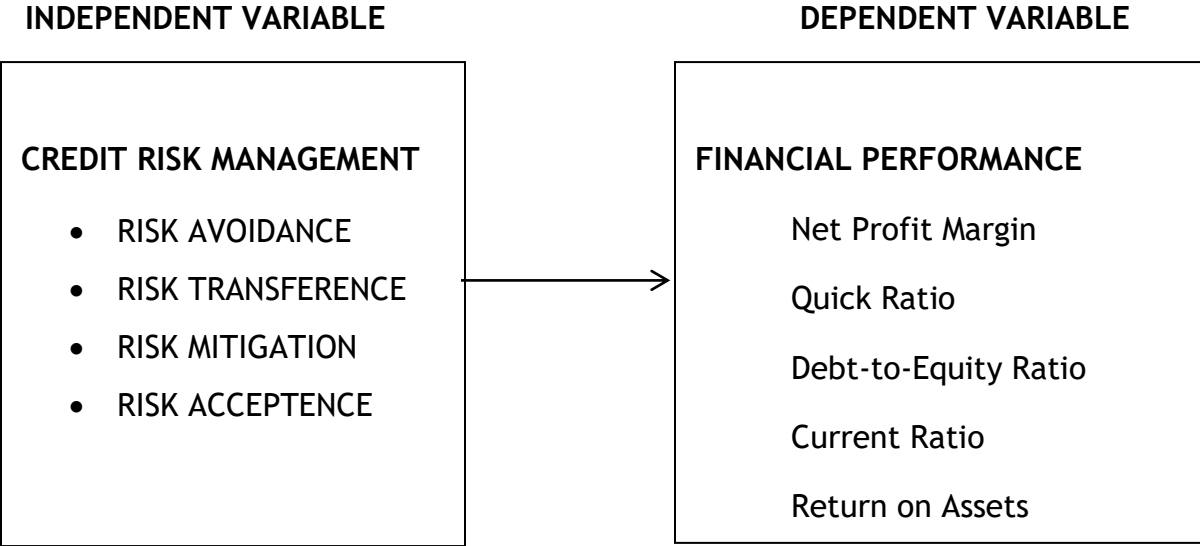 INDEPENDENT VARIABLE
DEPENDENT VARIABLE
CREDIT RISK MANAGEMENT
• RISK AVOIDANCE
• RISK TRANSFERENCE
• RISK MITIGATION
• RISK ACCEPTENCE
FINANCIAL PERFORMANCE
Net Profit Margin
Quick Ratio
Debt-to-Equity Ratio
Current Ratio
Return on Assets